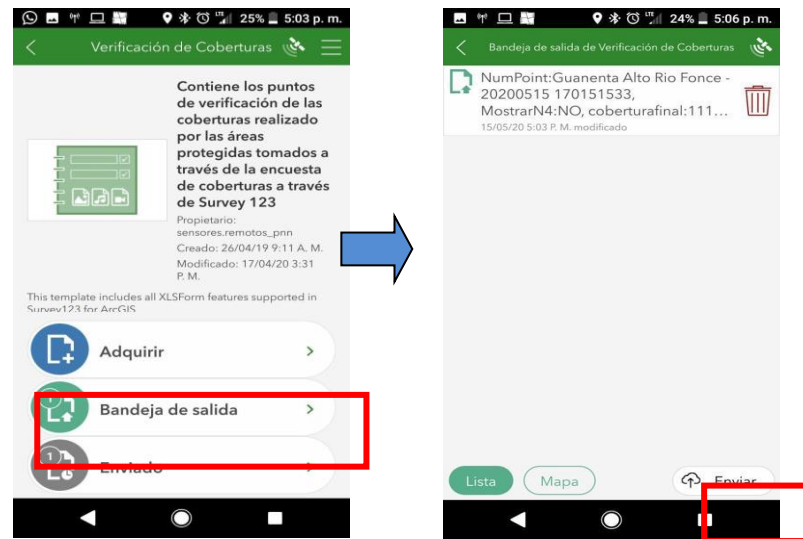 25% 5:03 p. m.
Verificación de Coberturas
Contiene los puntos
de verificación de las
coberturas realizado
por las áreas
protegidas tomados a
través de la encuesta
de coberturas a través
de Survey 123
Propietario:
sensores.remotos_pnn
Creado: 26/04/19 9:11 A. M.
Modificado: 17/04/20 3:31
P. M.
This template includes all XLSForm features supported in
Survey123 for ArcGIS
Adquirir
1
Bandeja de salida
1
Enviado
LTE 24% 5:06 p. m.
Bandeja de salida de Verificación de Coberturas
NumPoint:Guanenta Alto Rio Fonce -
20200515 170151533,
MostrarN4:NO, coberturafinal:111...
15/05/20 5:03 P. M. modificado
Lista
Mapa
Enviar